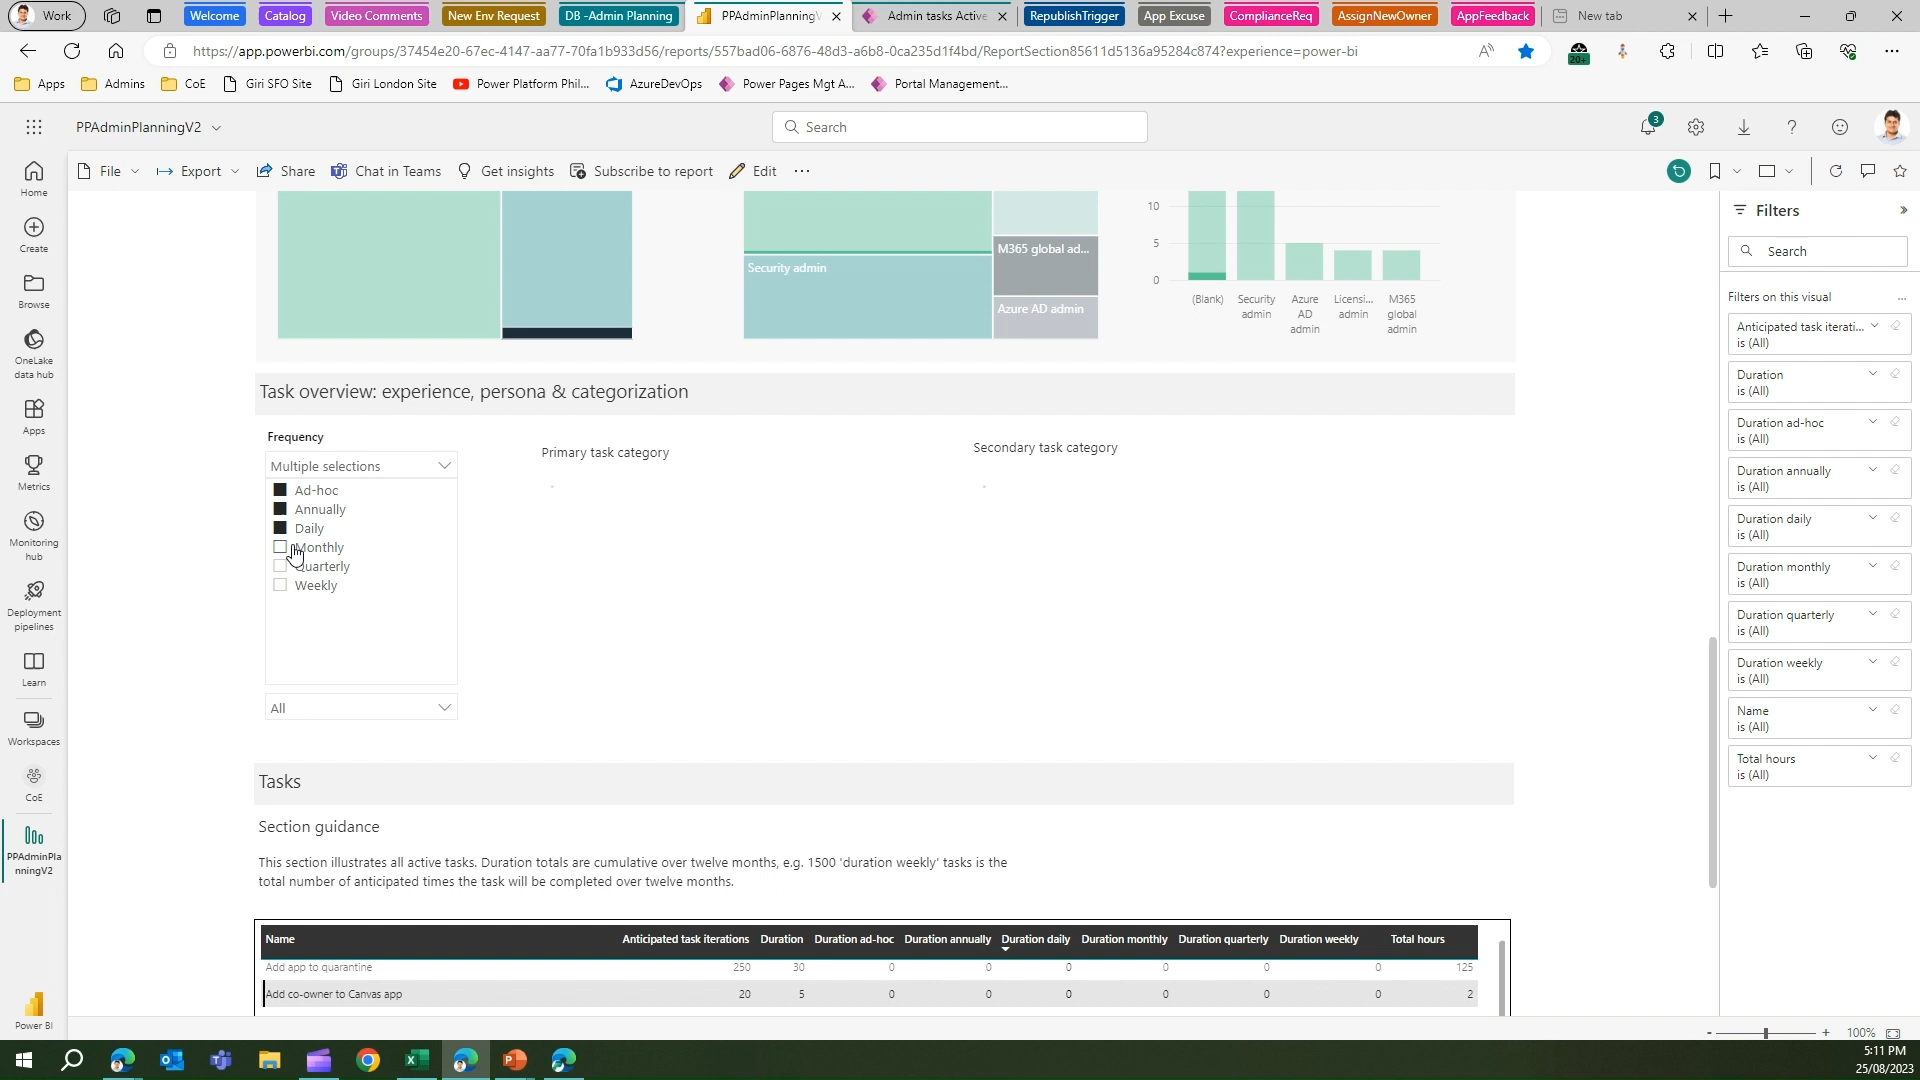 Work
Welcome
Catalog
Video Comments
New Env Request
DB -Admin Planning
PPAdminPlanningV
Admin tasks Active
RepublishTrigger
App Excuse
ComplianceReq
AssignNewOwner
AppFeedback
New tab
https://app.powerbi.com/groups/37454e20-67ec-4147-aa77-70fa1b933d56/reports/557bad06-6876-48d3-a6b8-0ca235d1f4bd/ReportSection85611d5136a95284c874?experience=power-bi
20+
Apps
Admins
CoE
Giri SFO Site
Giri London Site
Power Platform Phil...
AzureDevOps
Power Pages Mgt A...
Portal Management...
PPAdminPlanningV2
Search
3
File
Export
Share
Chat in Teams
Get insights
Subscribe to report
Edit
Home
Create
Browse
OneLake
data hub
Apps
Metrics
Monitoring
hub
Deployment
pipelines
Learn
Workspaces
CoE
PPAdminPla
nningV2
Power BI
Security admin
M365 global ad...
Azure AD admin
10
5
0
(Blank)
Security
admin
Azure
AD
admin
Licensi...
admin
M365
global
admin
Task overview: experience, persona & categorization
Frequency
Multiple selections
Ad-hoc
Annually
Daily
Monthly
Quarterly
Weekly
All
Primary task category
Secondary task category
Tasks
Section guidance
This section illustrates all active tasks. Duration totals are cumulative over twelve months, e.g. 1500 'duration weekly' tasks is the
total number of anticipated times the task will be completed over twelve months.
Name Anticipated task iterations Duration Duration ad-hoc Duration annually Duration daily Duration monthly Duration quarterly Duration weekly Total hours
Add app to quarantine 250 30 0 0 0 0 0 0 125
Add co-owner to Canvas app 20 5 0 0 0 0 0 0 2
Filters
Search
Filters on this visual
Anticipated task iterati...
is (All)
Duration
is (All)
Duration ad-hoc
is (All)
Duration annually
is (All)
Duration daily
is (All)
Duration monthly
is (All)
Duration quarterly
is (All)
Duration weekly
is (All)
Name
is (All)
Total hours
is (All)
- + 100%
5:11 PM
25/08/2023